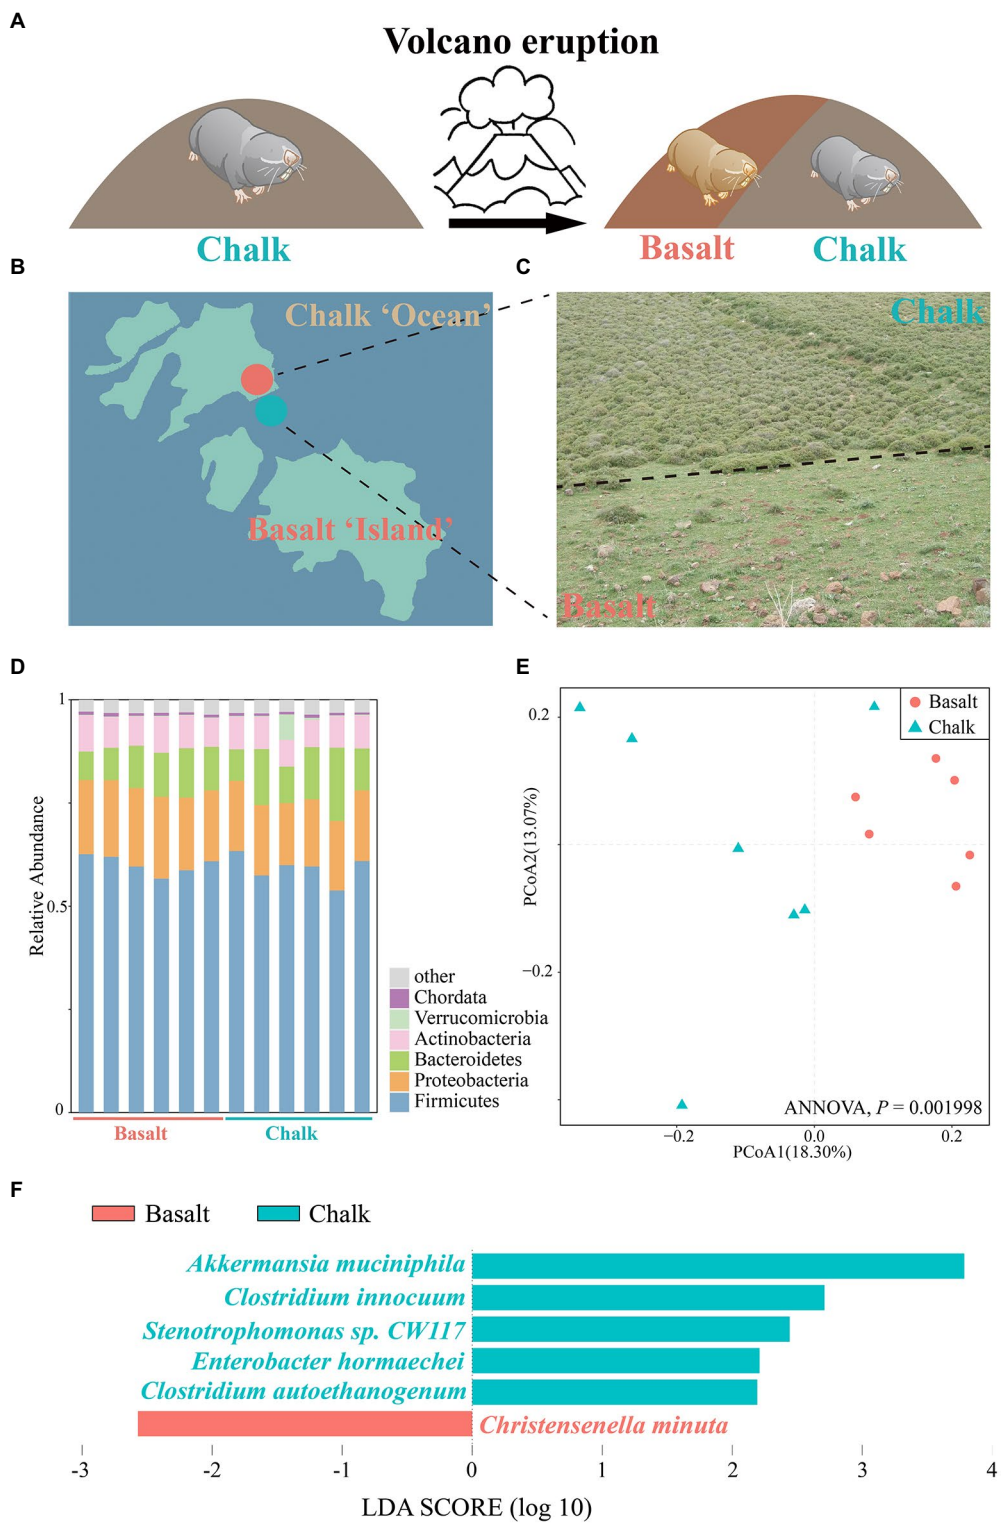 A
Volcano eruption
Chalk
Basalt
Chalk
B
Chalk ‘Ocean’
Basalt ‘Island’
C
Chalk
Basalt
D
1
0.5
0
Relative Abundance
Basalt
Chalk
other
Chordata
Verrucomicrobia
Actinobacteria
Bacteroidetes
Proteobacteria
Firmicutes
E
Basalt
Chalk
0.2
−0.2
PCoA2(13.07%)
ANNOVA, P = 0.001998
−0.2
0.0
0.2
PCoA1(18.30%)
F
Basalt
Chalk
Akkermansia muciniphila
Clostridium innocuum
Stenotrophomonas sp. CW117
Enterobacter hormaechei
Clostridium autoethanogenum
Christensenella minuta
-3
-2
-1
0
1
2
3
4
LDA SCORE (log 10)